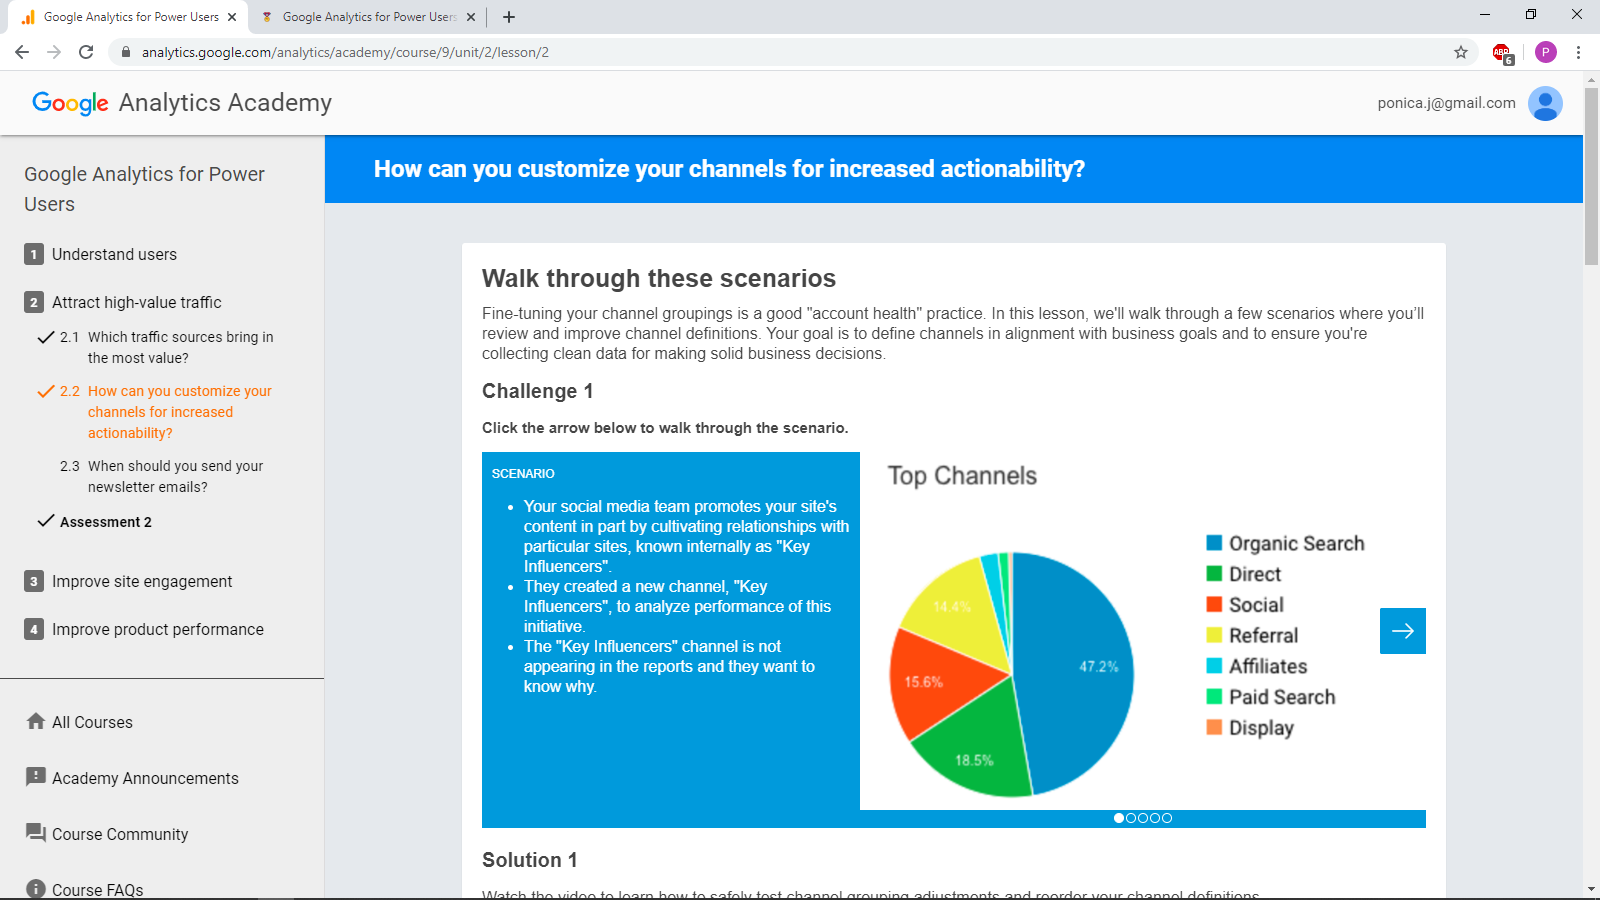 Google Analytics for Power Users
Google Analytics for Power Users
analytics.google.com/analytics/academy/course/9/unit/2/lesson/2
ABP
6
P
Google Analytics Academy
ponica.j@gmail.com
Google Analytics for Power
Users
1 Understand users
2 Attract high-value traffic
2.1 Which traffic sources bring in
the most value?
2.2 How can you customize your
channels for increased
actionability?
2.3 When should you send your
newsletter emails?
Assessment 2
3 Improve site engagement
4 Improve product performance
All Courses
Academy Announcements
Course Community
Course FAQs
How can you customize your channels for increased actionability?
Walk through these scenarios
Fine-tuning your channel groupings is a good "account health" practice. In this lesson, we'll walk through a few scenarios where you'll
review and improve channel definitions. Your goal is to define channels in alignment with business goals and to ensure you're
collecting clean data for making solid business decisions.
Challenge 1
Click the arrow below to walk through the scenario.
SCENARIO
• Your social media team promotes your site's
content in part by cultivating relationships with
particular sites, known internally as "Key
Influencers".
• They created a new channel, "Key
Influencers", to analyze performance of this
initiative.
• The "Key Influencers" channel is not
appearing in the reports and they want to
know why.
Top Channels
14.4%
47.2%
15.6%
18.5%
Organic Search
Direct
Social
Referral
Affiliates
Paid Search
Display
Solution 1
Watch the video to learn how to safely test channel grouping adjustments and reorder your channel definitions.